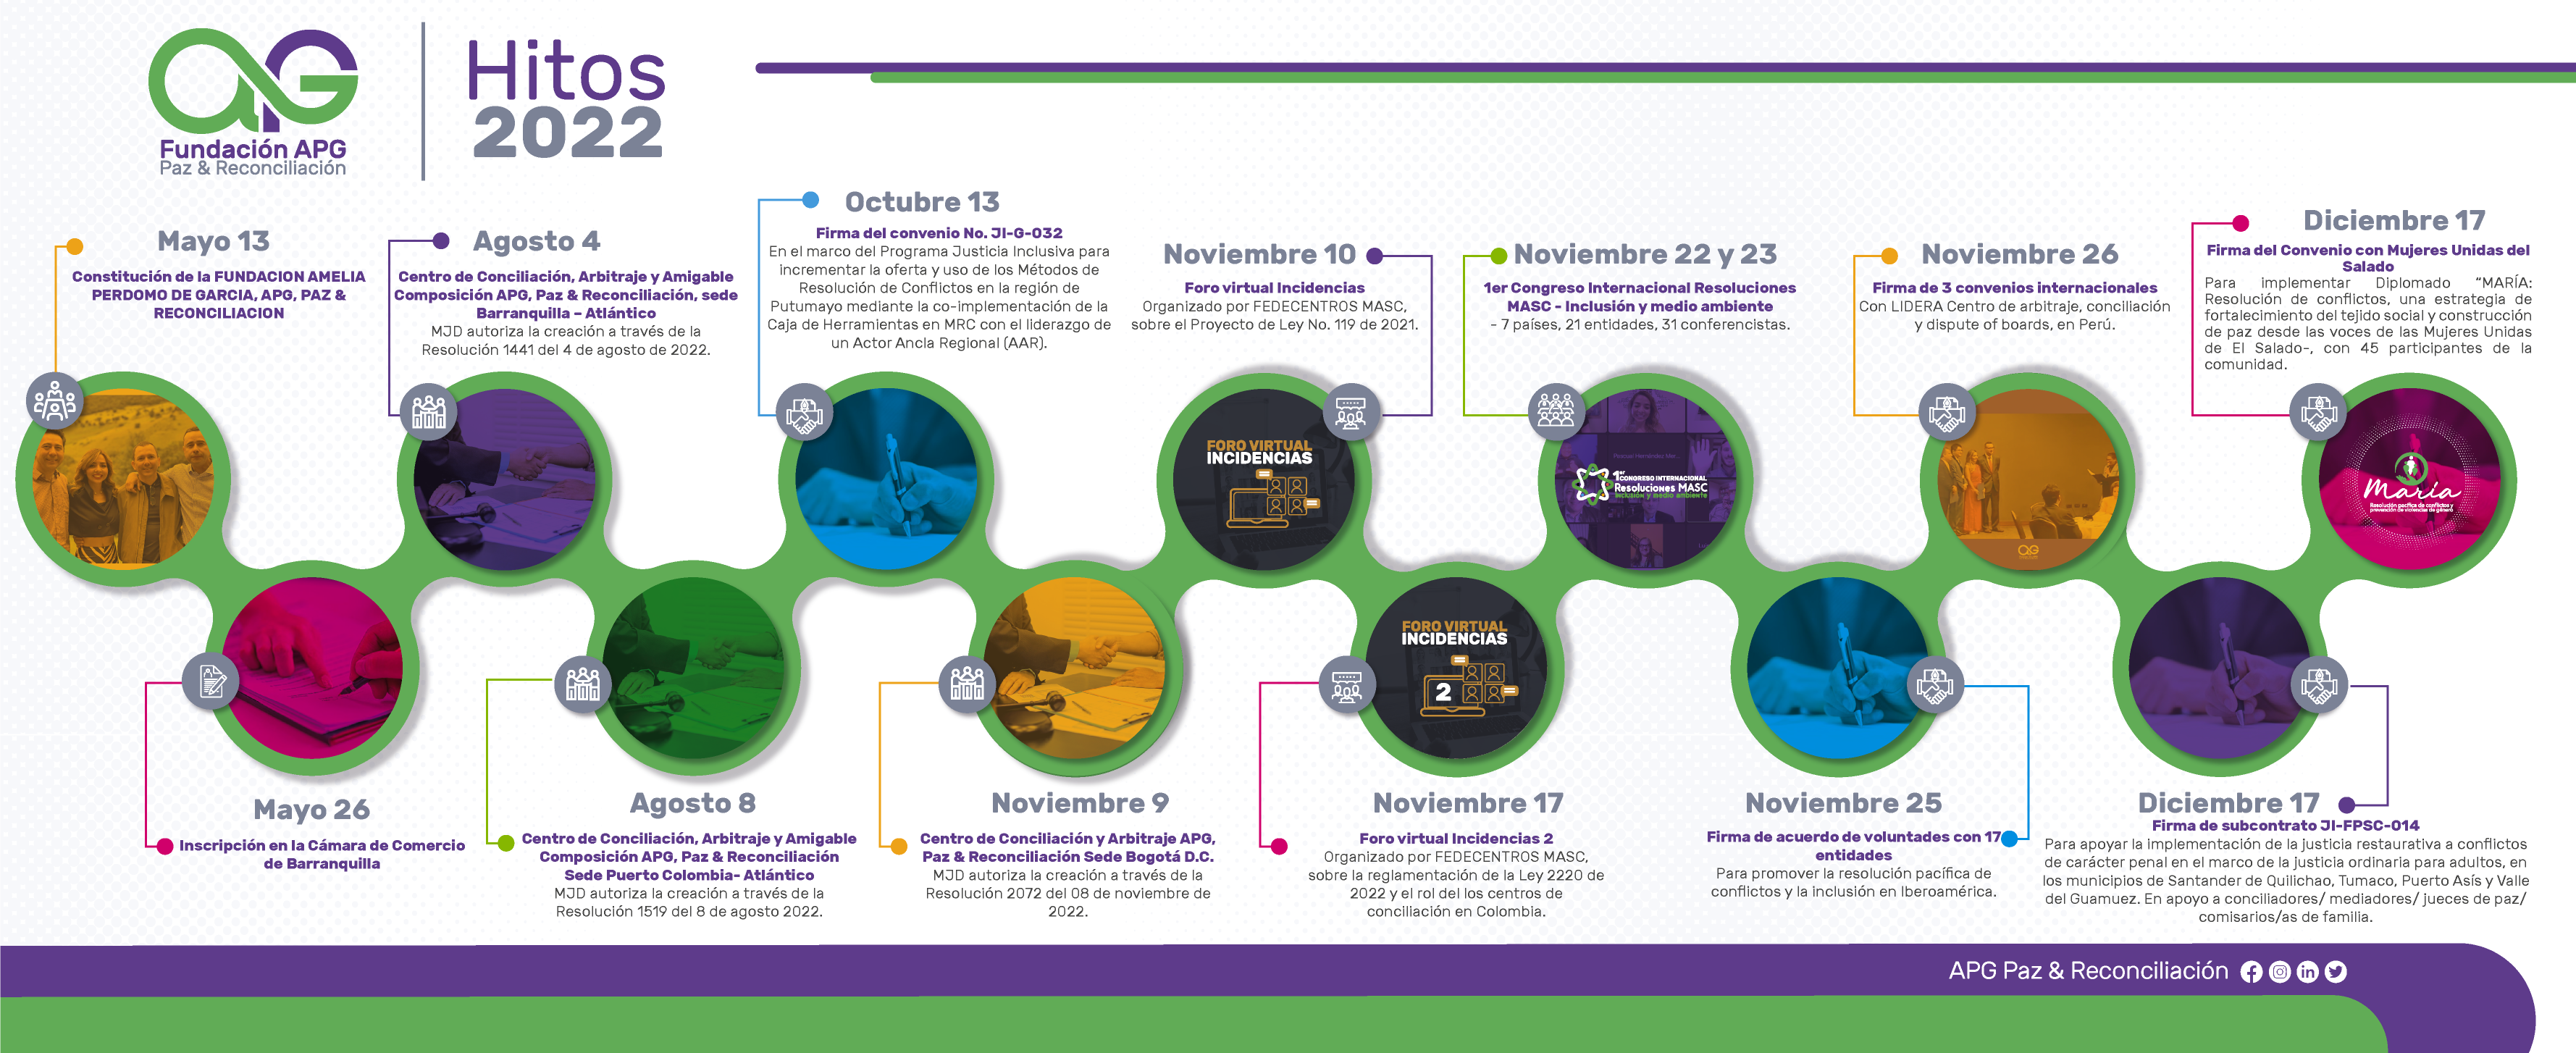 aPG
Fundación APG
Paz & Reconciliación
Hitos
2022
Mayo 13
Constitución de la FUNDACION AMELIA
PERDOMO DE GARCIA, APG, PAZ &
RECONCILIACION
Mayo 26
Inscripción en la Cámara de Comercio
de Barranquilla
Agosto 4
Centro de Conciliación, Arbitraje y Amigable
Composición APG, Paz & Reconciliación, sede
Barranquilla – Atlántico
MJD autoriza la creación a través de la
Resolución 1441 del 4 de agosto de 2022.
Agosto 8
Centro de Conciliación, Arbitraje y Amigable
Composición APG, Paz & Reconciliación
Sede Puerto Colombia- Atlántico
MJD autoriza la creación a través de la
Resolución 1519 del 8 de agosto 2022.
Octubre 13
Firma del convenio No. JI-G-032
En el marco del Programa Justicia Inclusiva para
incrementar la oferta y uso de los Métodos de
Resolución de Conflictos en la región de
Putumayo mediante la co-implementación de la
Caja de Herramientas en MRC con el liderazgo de
un Actor Ancla Regional (AAR).
Noviembre 9
Centro de Conciliación y Arbitraje APG,
Paz & Reconciliación Sede Bogotá D.C.
MJD autoriza la creación a través de la
Resolución 2072 del 08 de noviembre de
2022.
Noviembre 10
Foro virtual Incidencias
Organizado por FEDECENTROS MASC,
sobre el Proyecto de Ley No. 119 de 2021.
FORO VIRTUAL
INCIDENCIAS
Noviembre 17
Foro virtual Incidencias 2
Organizado por FEDECENTROS MASC,
sobre la reglamentación de la Ley 2220 de
2022 y el rol del los centros de
conciliación en Colombia.
FORO VIRTUAL
INCIDENCIAS
2
Noviembre 22 y 23
1er Congreso Internacional Resoluciones
MASC - Inclusión y medio ambiente
- 7 países, 21 entidades, 31 conferencistas.
1er
CONGRESO INTERNACIONAL
Resoluciones MASC
Inclusión y medio ambiente
Noviembre 25
Firma de acuerdo de voluntades con 17
entidades
Para promover la resolución pacífica de
conflictos y la inclusión en Iberoamérica.
Noviembre 26
Firma de 3 convenios internacionales
Con LIDERA Centro de arbitraje, conciliación
y dispute of boards, en Perú.
aG
Diciembre 17
Firma de subcontrato JI-FPSC-014
Para apoyar la implementación de la justicia restaurativa a conflictos
de carácter penal en el marco de la justicia ordinaria para adultos, en
los municipios de Santander de Quilichao, Tumaco, Puerto Asís y Valle
del Guamuez. En apoyo a conciliadores/ mediadores/ jueces de paz/
comisarios/as de familia.
Diciembre 17
Firma del Convenio con Mujeres Unidas del
Salado
Para implementar Diplomado “MARÍA:
Resolución de conflictos, una estrategia de
fortalecimiento del tejido social y construcción
de paz desde las voces de las Mujeres Unidas
de El Salado-, con 45 participantes de la
comunidad.
María
Resolución pacífica de conflictos y
prevención de violencias de género
APG Paz & Reconciliación